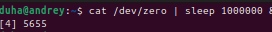 duha@andrey:~$ cat /dev/zero | sleep 1000000 &
[4] 5655